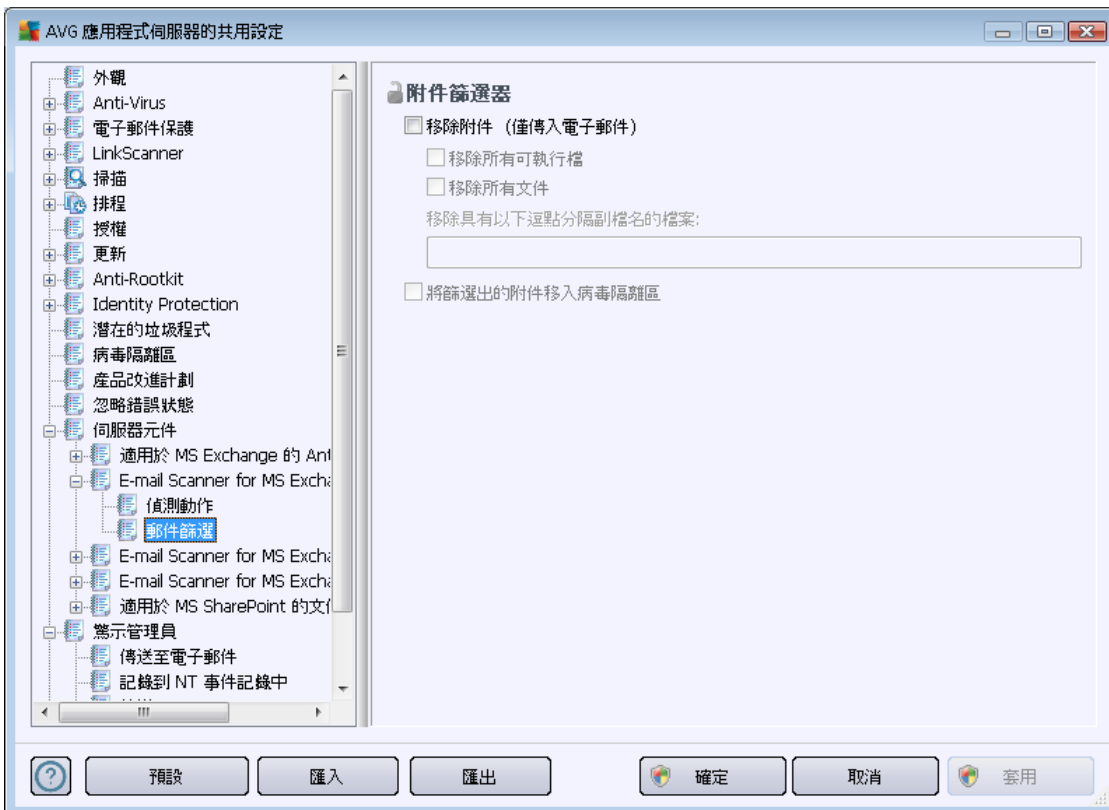 AVG 應用程式伺服器的共用設定
外觀
Anti-Virus
電子郵件保護
LinkScanner
掃描
排程
授權
更新
Anti-Rootkit
Identity Protection
潛在的垃圾程式
病毒隔離區
產品改進計劃
忽略錯誤狀態
伺服器元件
適用於 MS Exchange 的 Ant
E-mail Scanner for MS Excha
偵測動作
郵件篩選
E-mail Scanner for MS Excha
E-mail Scanner for MS Excha
適用於 MS SharePoint 的文件
警示管理員
傳送至電子郵件
記錄到 NT 事件記錄中
附件篩選器
移除附件 (僅傳入電子郵件)
移除所有可執行檔
移除所有文件
移除具有以下逗點分隔副檔名的檔案:
將篩選出的附件移入病毒隔離區
預設
匯入
匯出
確定
取消
套用